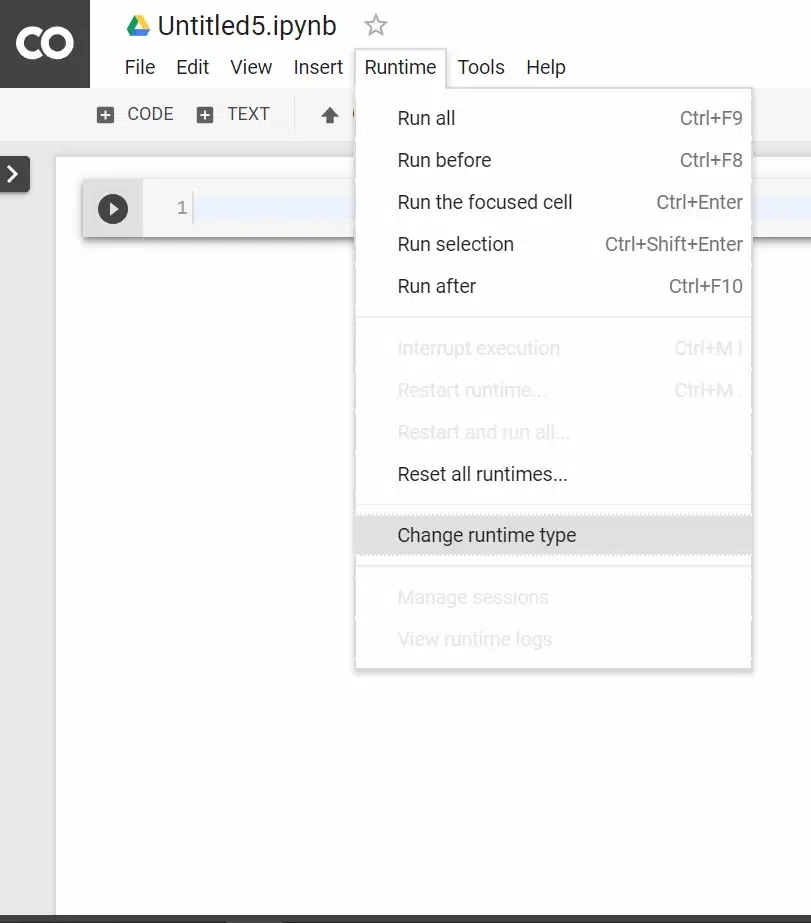 CO
Untitled5.ipynb
File Edit View Insert Runtime Tools Help
CODE TEXT
Run all Ctrl+F9
Run before Ctrl+F8
Run the focused cell Ctrl+Enter
Run selection Ctrl+Shift+Enter
Run after Ctrl+F10
1
Interrupt execution Ctrl+M I
Restart runtime... Ctrl+M .
Restart and run all...
Reset all runtimes...
Change runtime type
Manage sessions
View runtime logs